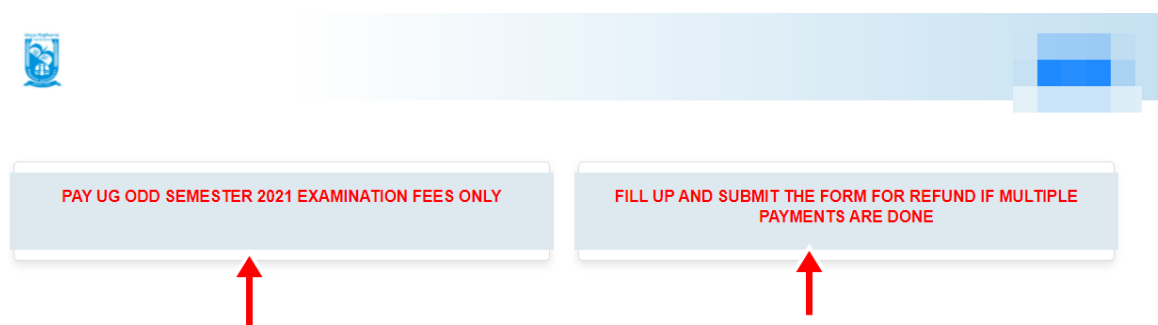 PAY UG ODD SEMESTER 2021 EXAMINATION FEES ONLY
FILL UP AND SUBMIT THE FORM FOR REFUND IF MULTIPLE
PAYMENTS ARE DONE